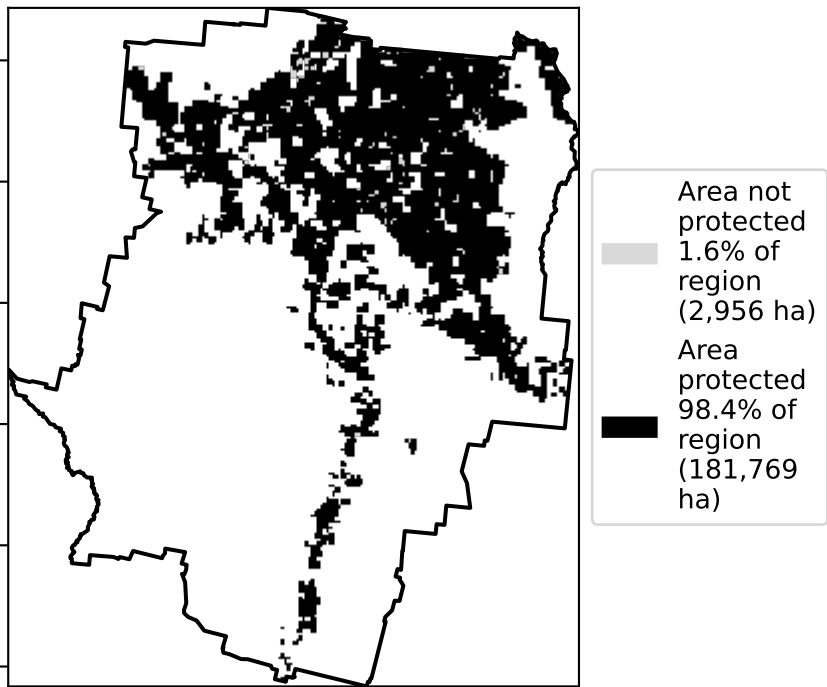 Area not
protected
1.6% of
region
(2,956 ha)
Area
protected
98.4% of
region
(181,769
ha)